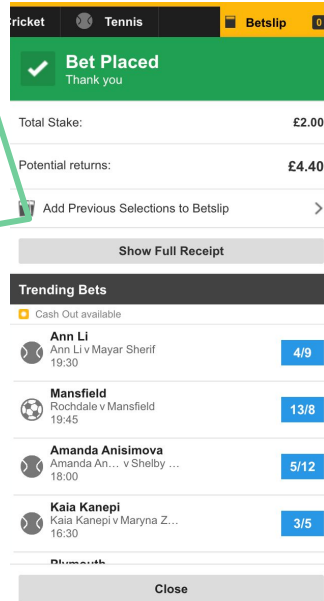 Cricket Tennis Betslip 0
Bet Placed
Thank you
Total Stake: £2.00
Potential returns: £4.40
Add Previous Selections to Betslip
Show Full Receipt
Trending Bets
Cash Out available
Ann Li
Ann Li v Mayar Sherif 4/9
19:30
Mansfield
Rochdale v Mansfield 13/8
19:45
Amanda Anisimova
Amanda An... v Shelby ... 5/12
18:00
Kaia Kanepi
Kaia Kanepi v Maryna Z... 3/5
16:30
Plymouth
Close